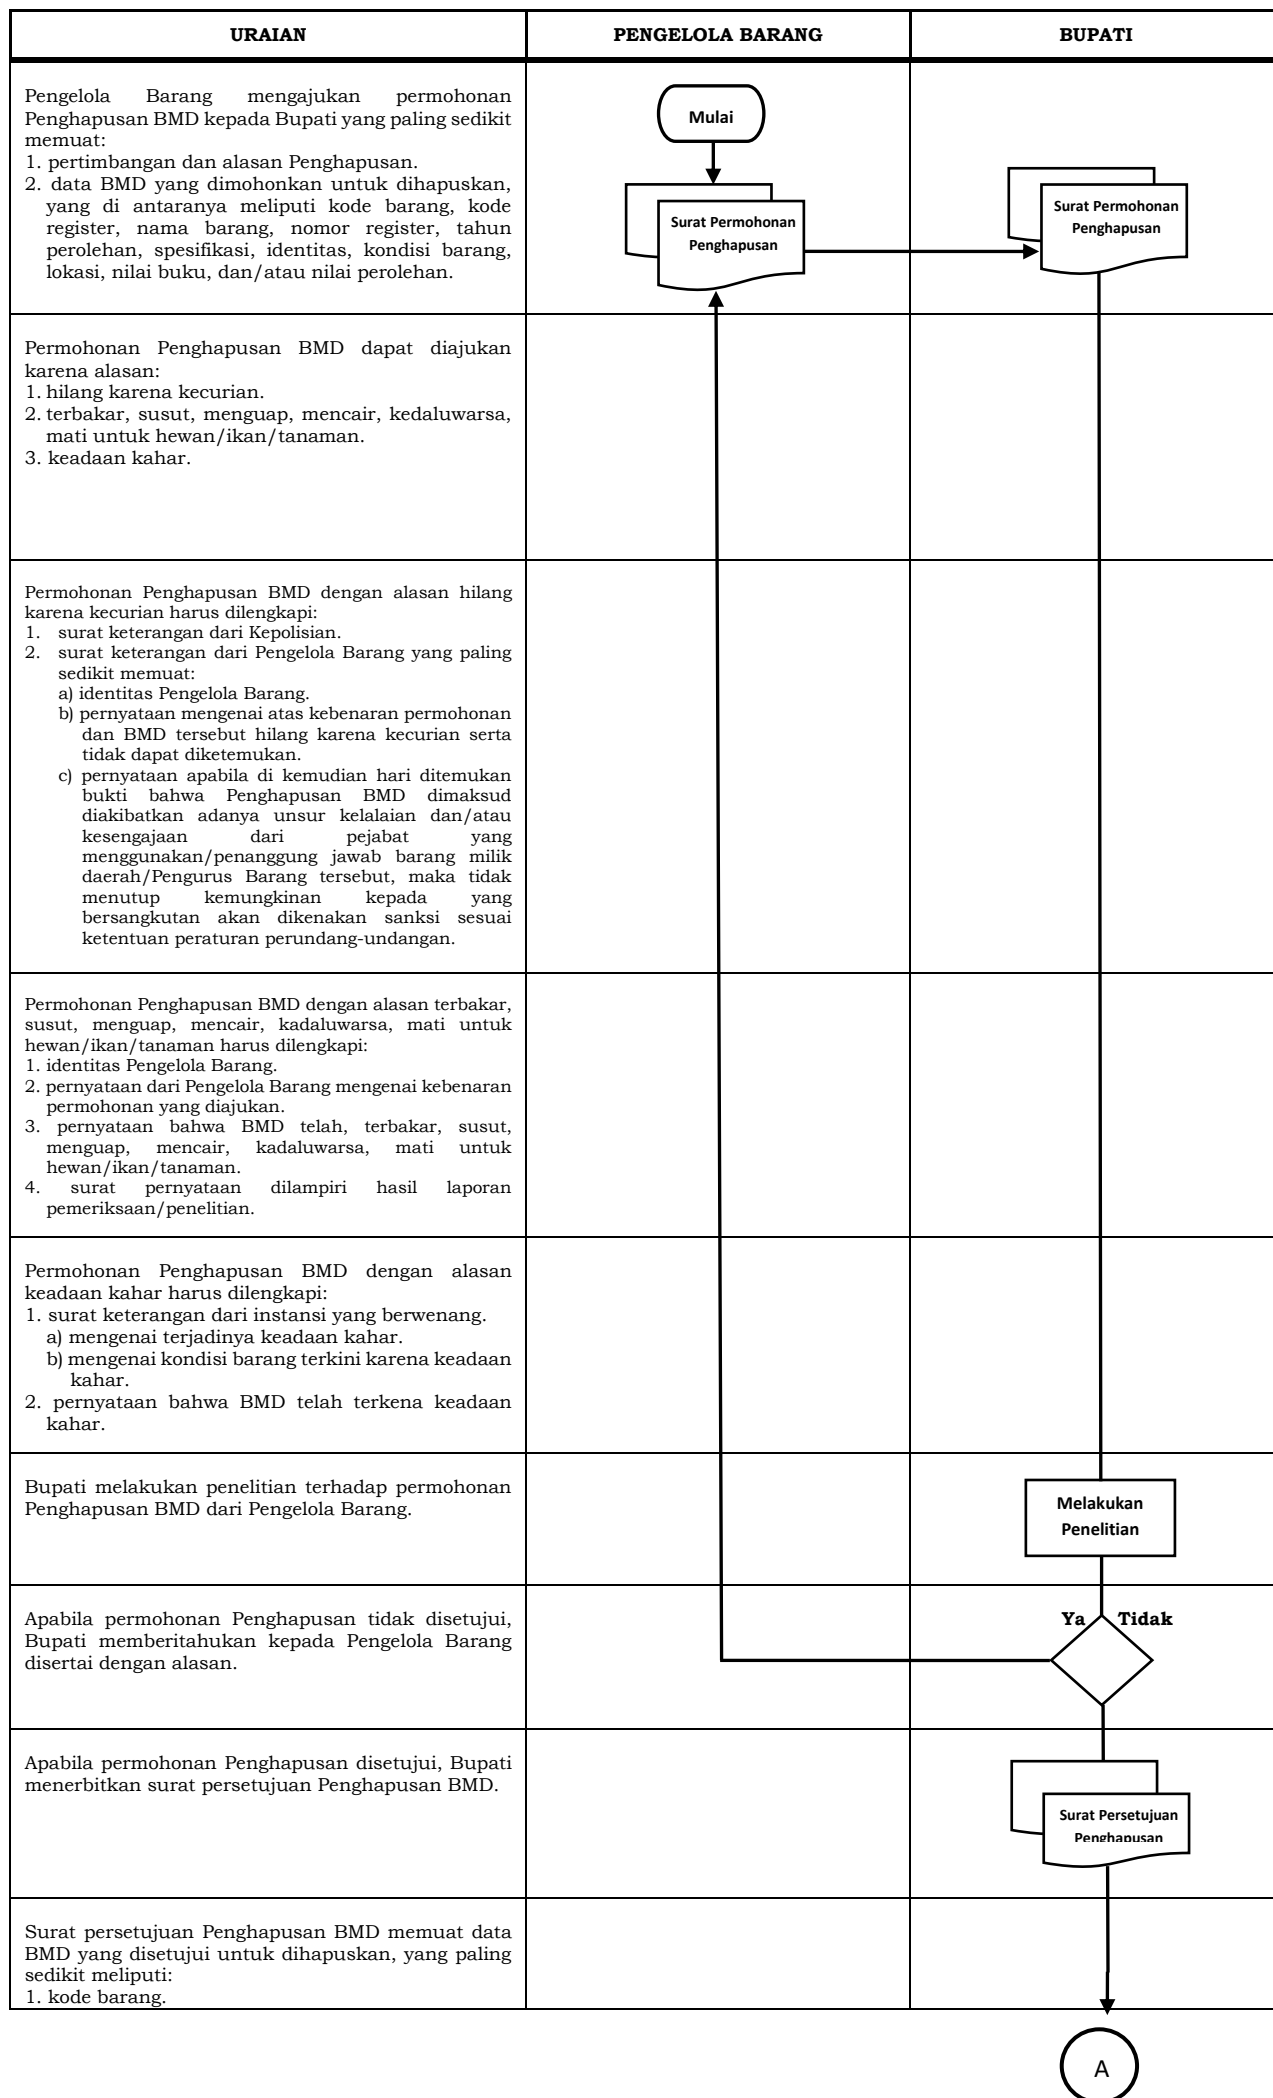 URAIAN
PENGELOLA BARANG
BUPATI
Pengelola Barang mengajukan permohonan
Penghapusan BMD kepada Bupati yang paling sedikit
memuat:
1. pertimbangan dan alasan Penghapusan.
2. data BMD yang dimohonkan untuk dihapuskan,
yang di antaranya meliputi kode barang, kode
register, nama barang, nomor register, tahun
perolehan, spesifikasi, identitas, kondisi barang,
lokasi, nilai buku, dan/atau nilai perolehan.
Mulai
Surat Permohonan
Penghapusan
Surat Permohonan
Penghapusan
Permohonan Penghapusan BMD dapat diajukan
karena alasan:
1. hilang karena kecurian.
2. terbakar, susut, menguap, mencair, kedaluwarsa,
mati untuk hewan/ikan/tanaman.
3. keadaan kahar.
Permohonan Penghapusan BMD dengan alasan hilang
karena kecurian harus dilengkapi:
1. surat keterangan dari Kepolisian.
2. surat keterangan dari Pengelola Barang yang paling
sedikit memuat:
a) identitas Pengelola Barang.
b) pernyataan mengenai atas kebenaran permohonan
dan BMD tersebut hilang karena kecurian serta
tidak dapat diketemukan.
c) pernyataan apabila di kemudian hari ditemukan
bukti bahwa Penghapusan BMD dimaksud
diakibatkan adanya unsur kelalaian dan/atau
kesengajaan dari pejabat yang
menggunakan/penanggung jawab barang milik
daerah/Pengurus Barang tersebut, maka tidak
menutup kemungkinan kepada yang
bersangkutan akan dikenakan sanksi sesuai
ketentuan peraturan perundang-undangan.
Permohonan Penghapusan BMD dengan alasan terbakar,
susut, menguap, mencair, kadaluwarsa, mati untuk
hewan/ikan/tanaman harus dilengkapi:
1. identitas Pengelola Barang.
2. pernyataan dari Pengelola Barang mengenai kebenaran
permohonan yang diajukan.
3. pernyataan bahwa BMD telah, terbakar, susut,
menguap, mencair, kadaluwarsa, mati untuk
hewan/ikan/tanaman.
4. surat pernyataan dilampiri hasil laporan
pemeriksaan/penelitian.
Permohonan Penghapusan BMD dengan alasan
keadaan kahar harus dilengkapi:
1. surat keterangan dari instansi yang berwenang.
a) mengenai terjadinya keadaan kahar.
b) mengenai kondisi barang terkini karena keadaan
kahar.
2. pernyataan bahwa BMD telah terkena keadaan
kahar.
Bupati melakukan penelitian terhadap permohonan
Penghapusan BMD dari Pengelola Barang.
Melakukan
Penelitian
Apabila permohonan Penghapusan tidak disetujui,
Bupati memberitahukan kepada Pengelola Barang
disertai dengan alasan.
Ya Tidak
Apabila permohonan Penghapusan disetujui, Bupati
menerbitkan surat persetujuan Penghapusan BMD.
Surat Persetujuan
Penghapusan
Surat persetujuan Penghapusan BMD memuat data
BMD yang disetujui untuk dihapuskan, yang paling
sedikit meliputi:
1. kode barang.
A